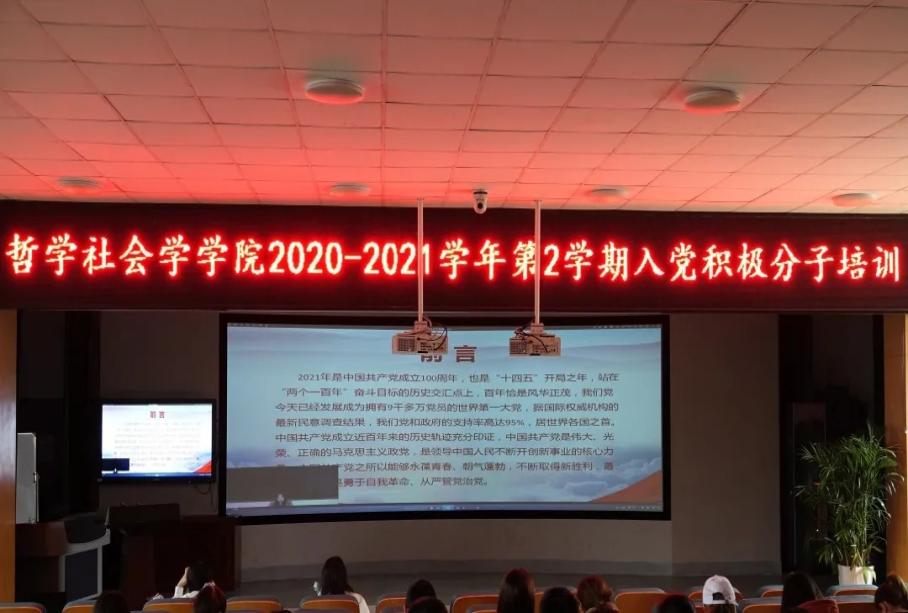 哲学社会学学院2020-2021学年第2学期入党积极分子培训
前言
2021年是中国共产党成立100周年，也是“十四五”开局之年，站在
“两个一百年”奋斗目标的历史交汇点上，百年恰是风华正茂，我们党
今天已经发展成为拥有9千多万党员的世界第一大党，据国际权威机构的
最新民意调查结果，我们党和政府的支持率高达95%，居世界各国之首。
中国共产党成立近百年来的历史轨迹充分印证，中国共产党是伟大、光
荣、正确的马克思主义政党，是领导中国人民不断开创新事业的核心力
产党之所以能够永葆青春、朝气蓬勃，不断取得新胜利，最
勇于自我革命、从严管党治党。
前言